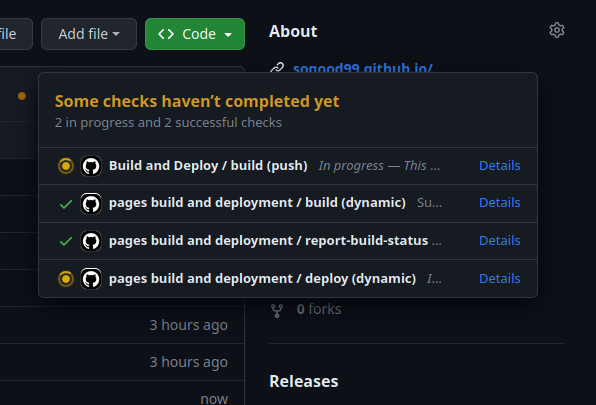 file
Add file
Code
About
sogood99.github.io/
Some checks haven't completed yet
2 in progress and 2 successful checks
Build and Deploy / build (push) In progress — This ... Details
pages build and deployment / build (dynamic) Su... Details
pages build and deployment / report-build-status ... Details
pages build and deployment / deploy (dynamic) I... Details
0 forks
3 hours ago
3 hours ago
Releases
now